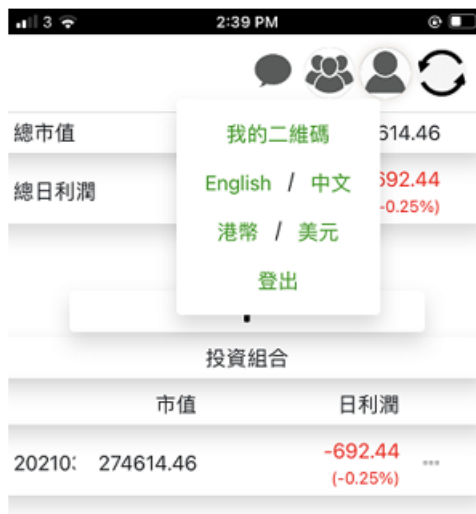 3 2:39 PM
總市值 614.46
我的二維碼
總日利潤 692.44
English / 中文
-0.25%)
港幣 / 美元
登出
投資組合
市值 日利潤
20210 274614.46 -692.44 ...
(-0.25%)